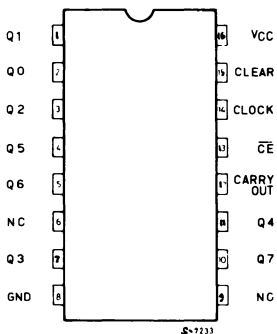 Q1 1 16 VCC
Q0 2 15 CLEAR
Q2 3 14 CLOCK
Q5 4 13 CE
Q6 5 12 CARRY OUT
NC 6 11 Q4
Q3 7 10 Q7
GND 8 9 NC
S-7233